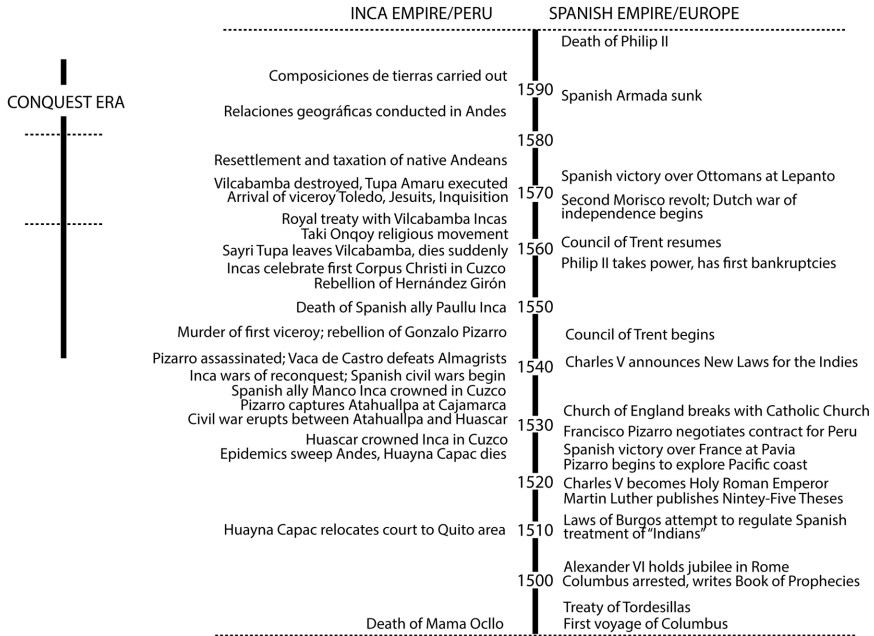 INCA EMPIRE/PERU
SPANISH EMPIRE/EUROPE
Death of Philip II
Composiciones de tierras carried out
1590
Spanish Armada sunk
CONQUEST ERA
Relaciones geográficas conducted in Andes
1580
Resettlement and taxation of native Andeans
Spanish victory over Ottomans at Lepanto
Vilcabamba destroyed, Tupa Amaru executed
1570
Arrival of viceroy Toledo, Jesuits, Inquisition
Second Morisco revolt; Dutch war of
independence begins
Royal treaty with Vilcabamba Incas
Taki Onqoy religious movement
Council of Trent resumes
1560
Sayri Tupa leaves Vilcabamba, dies suddenly
Philip II takes power, has first bankruptcies
Incas celebrate first Corpus Christi in Cuzco
Rebellion of Hernández Girón
Death of Spanish ally Paullu Inca
1550
Murder of first viceroy; rebellion of Gonzalo Pizarro
Council of Trent begins
Pizarro assassinated; Vaca de Castro defeats Almagrists
1540
Charles V announces New Laws for the Indies
Inca wars of reconquest; Spanish civil wars begin
Spanish ally Manco Inca crowned in Cuzco
Pizarro captures Atahuallpa at Cajamarca
Church of England breaks with Catholic Church
Civil war erupts between Atahuallpa and Huascar
1530
Francisco Pizarro negotiates contract for Peru
Huascar crowned Inca in Cuzco
Spanish victory over France at Pavia
Epidemics sweep Andes, Huayna Capac dies
Pizarro begins to explore Pacific coast
1520
Charles V becomes Holy Roman Emperor
Martin Luther publishes Nintey-Five Theses
Laws of Burgos attempt to regulate Spanish
treatment of "Indians"
Huayna Capac relocates court to Quito area
1510
Alexander VI holds jubilee in Rome
1500
Columbus arrested, writes Book of Prophecies
Treaty of Tordesillas
Death of Mama Ocllo
First voyage of Columbus